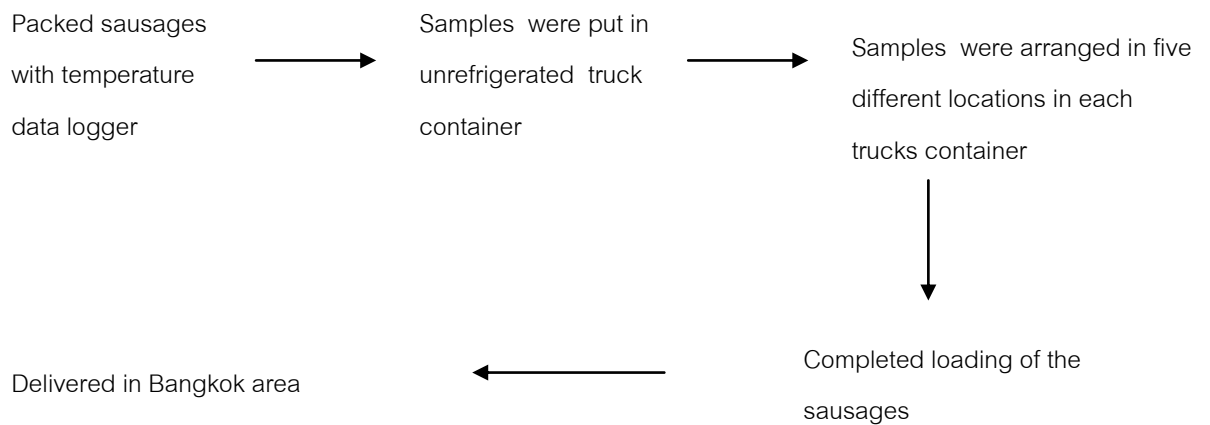 Packed sausages
with temperature
data logger
Samples were put in
unrefrigerated truck
container
Samples were arranged in five
different locations in each
trucks container
Completed loading of the
sausages
Delivered in Bangkok area